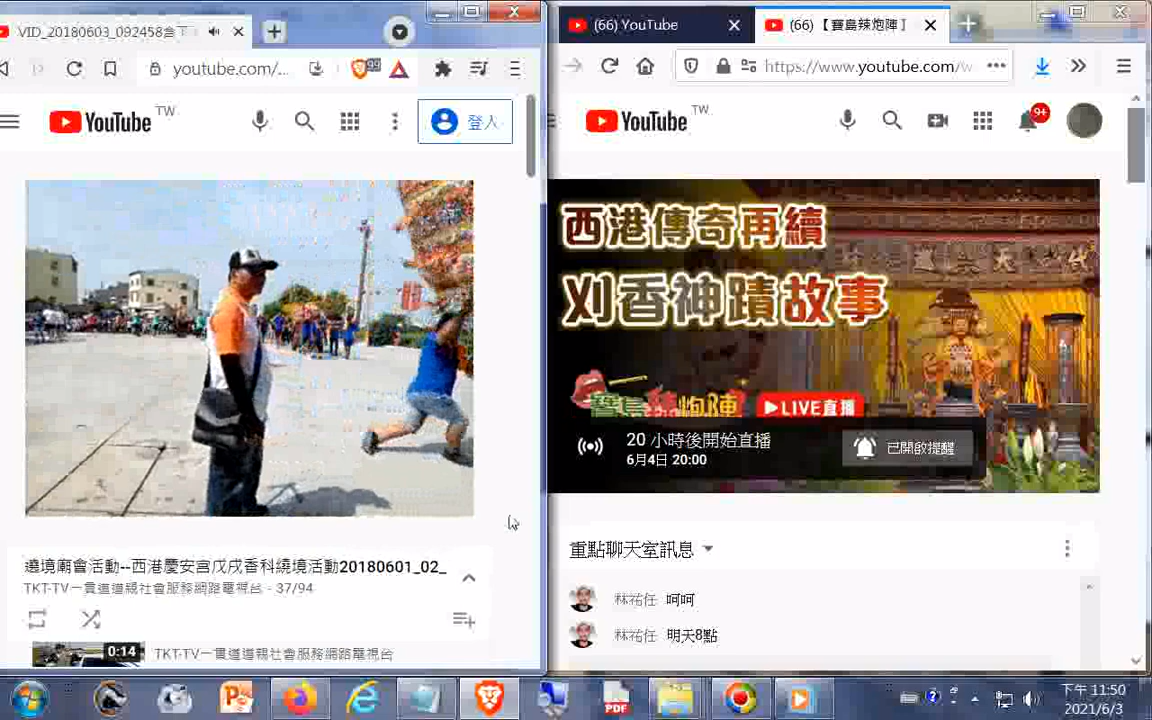 VID_20180603_092458
youtube.com/...
99
YouTube TW
登入
遶境廟會活動--西港慶安宮戊戌香科繞境活動20180601_02_
TKT-TV一貫道道親社會服務網路電視台 - 37/94
0:14
TKT-TV一貫道道親社會服務網路電視台
(66) YouTube
(66) 【寶島辣炮陣】
https://www.youtube.com/w
YouTube TW
9+
西港傳奇再續
刈香神蹟故事
寶島辣炮陣
LIVE直播
20 小時後開始直播
6月4日 20:00
已開啟提醒
重點聊天室訊息
林祐任 呵呵
林祐任 明天8點
PDF
下午 11:50
2021/6/3